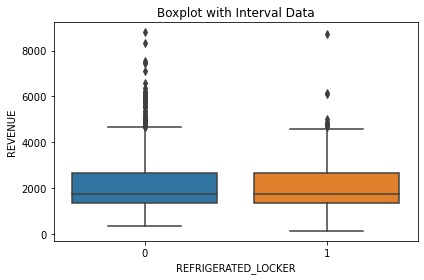 Boxplot with Interval Data
8000
6000
4000
2000
0
REVENUE
0 1
REFRIGERATED_LOCKER